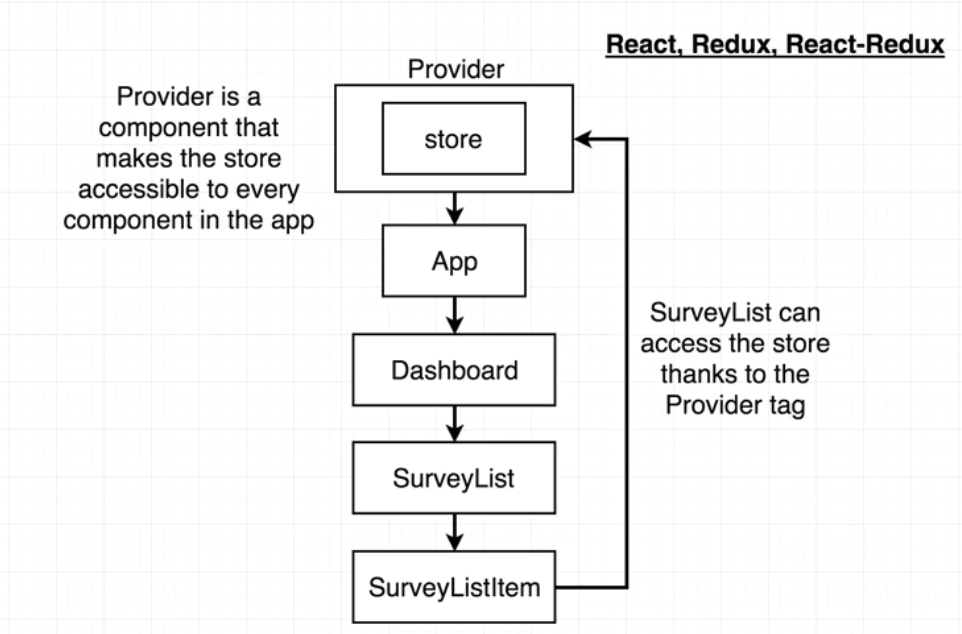 React, Redux, React-Redux
Provider
Provider is a
component that
makes the store
accessible to every
component in the app
store
App
Dashboard
SurveyList can
access the store
thanks to the
Provider tag
SurveyList
SurveyListItem